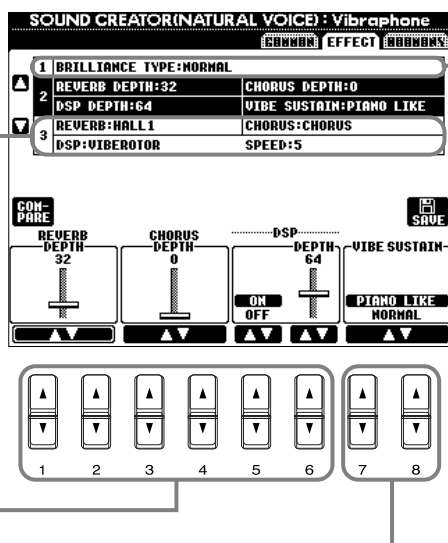 SOUND CREATOR(NATURAL VOICE) : Vibraphone
COMMON EFFECT HARMONY
1 BRILLIANCE TYPE:NORMAL
2 REVERB DEPTH:32 CHORUS DEPTH:0
DSP DEPTH:64 VIBE SUSTAIN:PIANO LIKE
3 REVERB:HALL1 CHORUS:CHORUS
DSP:VIBEROTOR SPEED:5
COM-
PARE
SAVE
REVERB DEPTH 32
CHORUS DEPTH 0
DSP
ON
OFF
DEPTH 64
VIBE SUSTAIN
PIANO LIKE
NORMAL
1 2 3 4 5 6 7 8